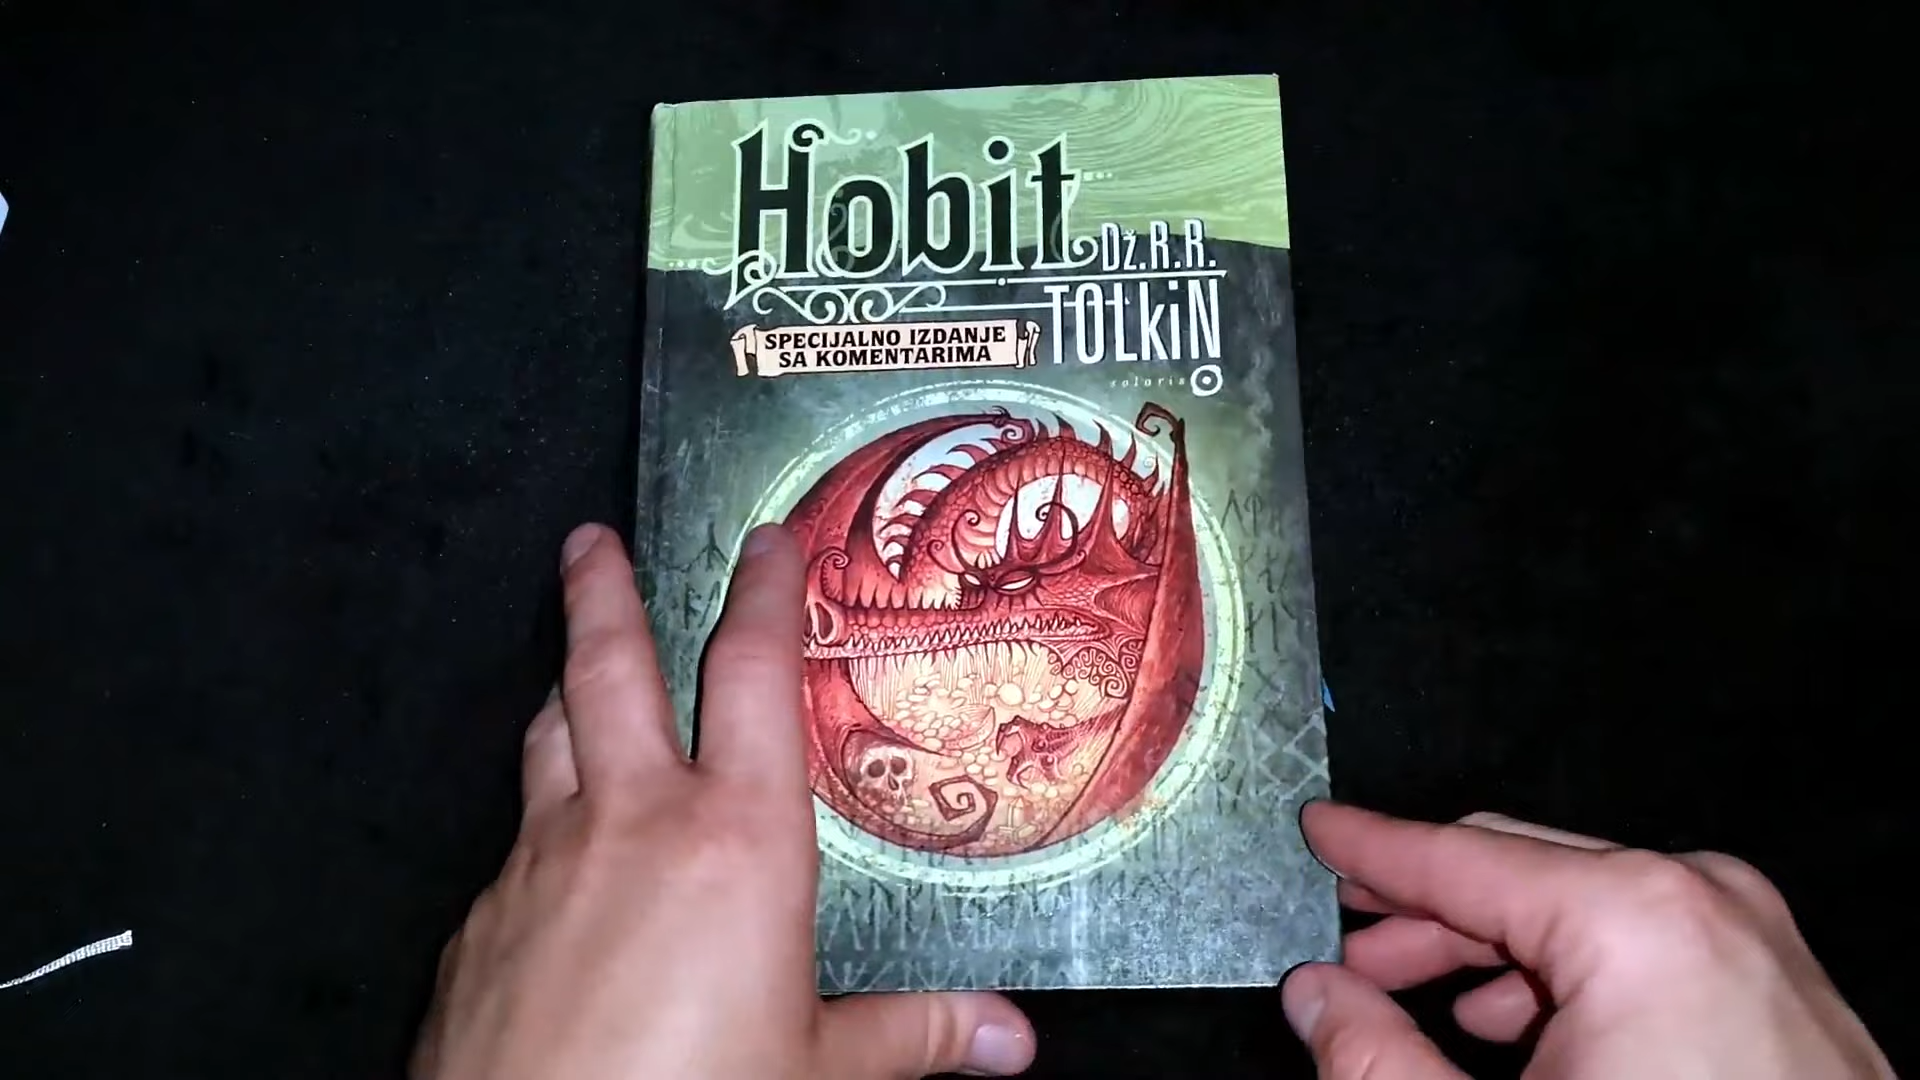 Hobit
Dž.R.R.
TOLKiN
SPECIJALNO IZDANJE
SA KOMENTARIMA
solaris